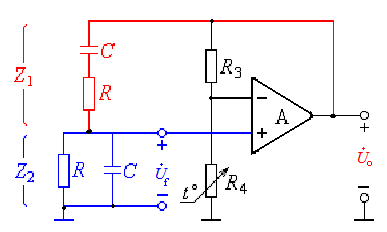 C
Z₁
R
R₃
−
A
+
+
U̇ₒ
Z₂
R
C
+
U̇f
−
t°
R₄
−